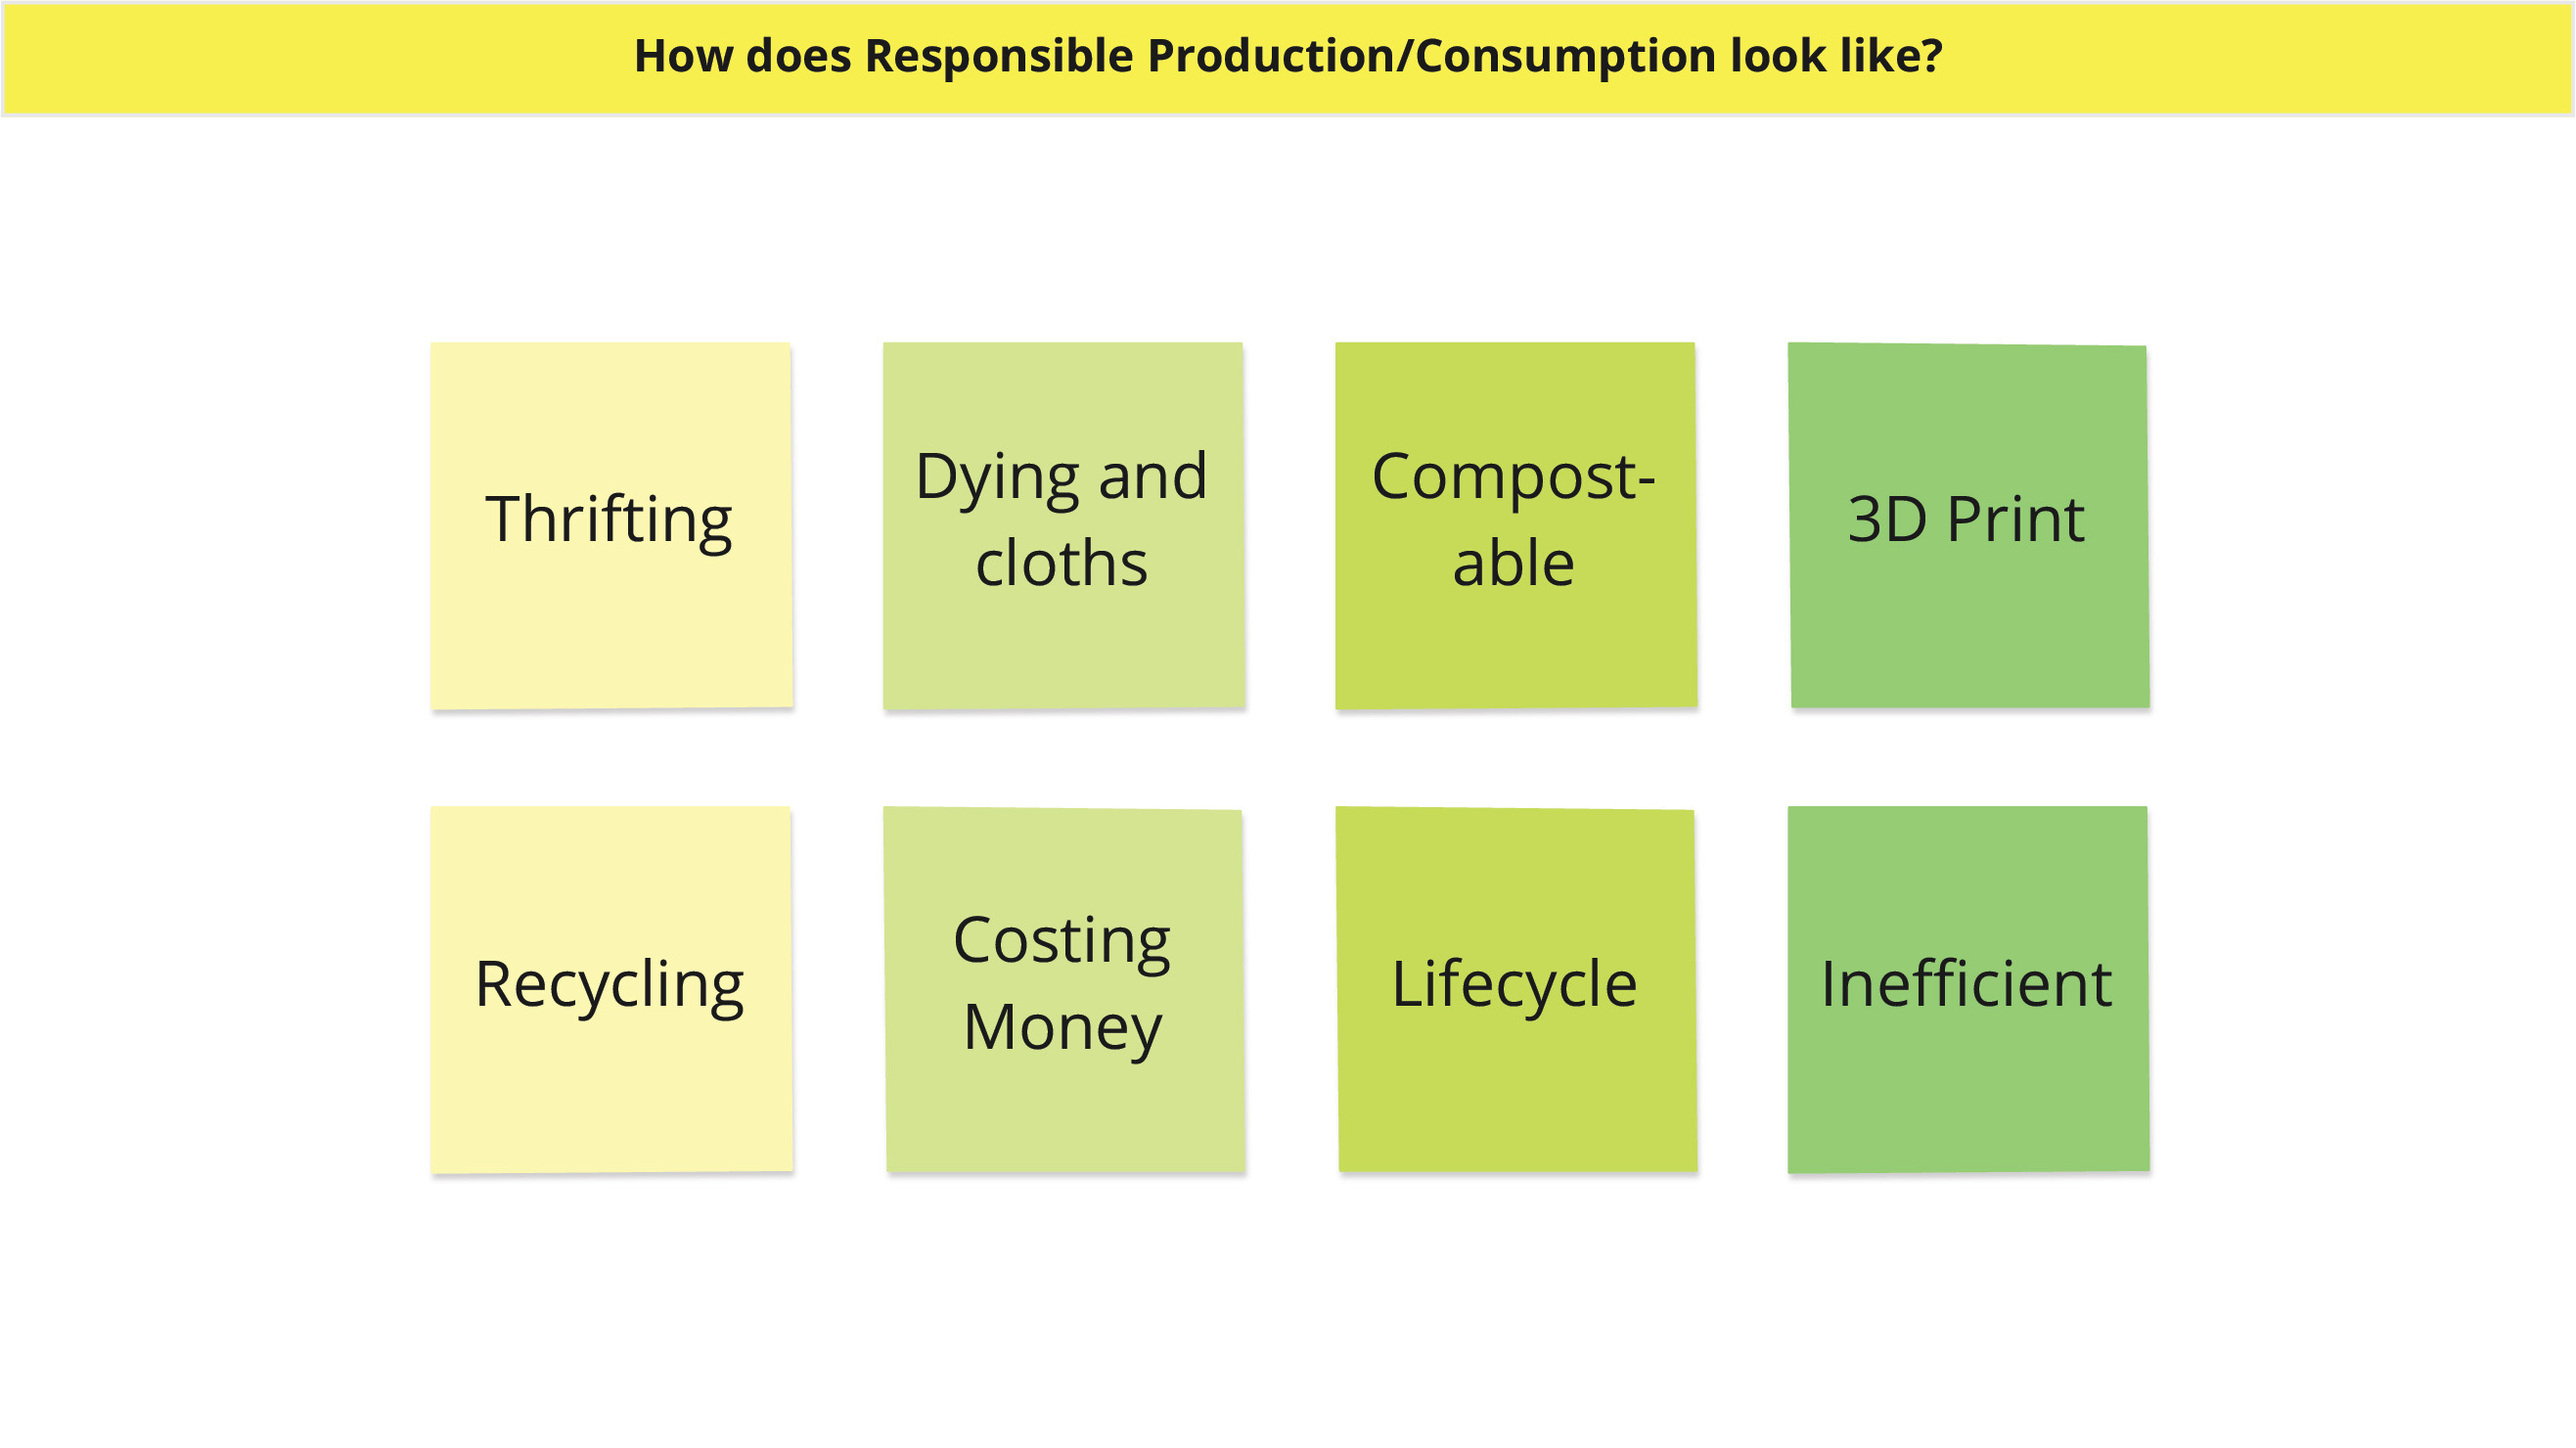 How does Responsible Production/Consumption look like?
Thrifting
Dying and
cloths
Compost-
able
3D Print
Recycling
Costing
Money
Lifecycle
Inefficient